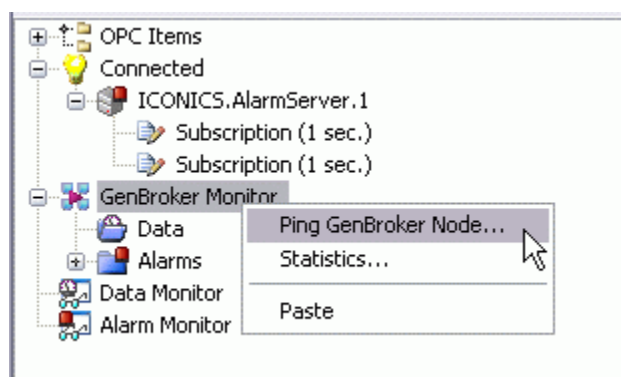 OPC Items
Connected
ICONICS.AlarmServer.1
Subscription (1 sec.)
Subscription (1 sec.)
GenBroker Monitor
Data
Alarms
Data Monitor
Alarm Monitor
Ping GenBroker Node...
Statistics...
Paste